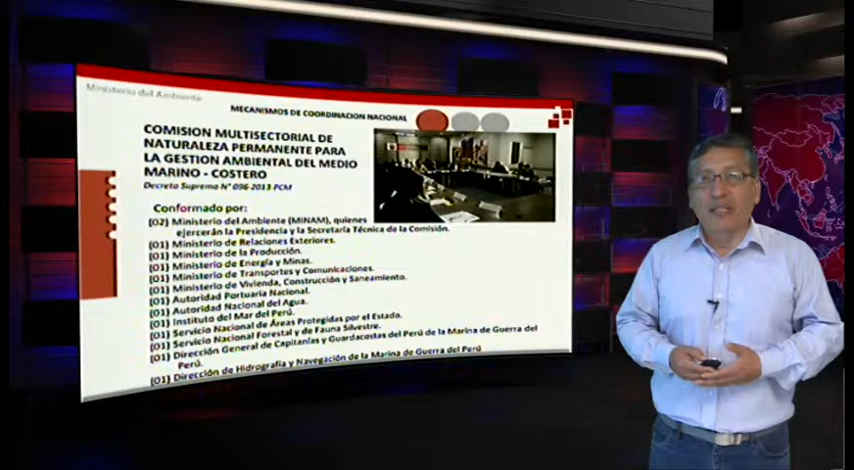 Ministerio del Ambiente
MECANISMOS DE COORDINACION NACIONAL
COMISION MULTISECTORIAL DE
NATURALEZA PERMANENTE PARA
LA GESTION AMBIENTAL DEL MEDIO
MARINO - COSTERO
Decreto Supremo N° 096-2013-PCM
Conformado por:
(02) Ministerio del Ambiente (MINAM), quienes
ejercerán la Presidencia y la Secretaría Técnica de la Comisión.
(01) Ministerio de Relaciones Exteriores.
(01) Ministerio de la Producción.
(01) Ministerio de Energía y Minas.
(01) Ministerio de Transportes y Comunicaciones.
(01) Ministerio de Vivienda, Construcción y Saneamiento.
(01) Autoridad Portuaria Nacional.
(01) Autoridad Nacional del Agua.
(01) Instituto del Mar del Perú.
(01) Servicio Nacional de Áreas Protegidas por el Estado.
(01) Servicio Nacional Forestal y de Fauna Silvestre.
(01) Dirección General de Capitanías y Guardacostas del Perú de la Marina de Guerra del
Perú.
(01) Dirección de Hidrografía y Navegación de la Marina de Guerra del Perú